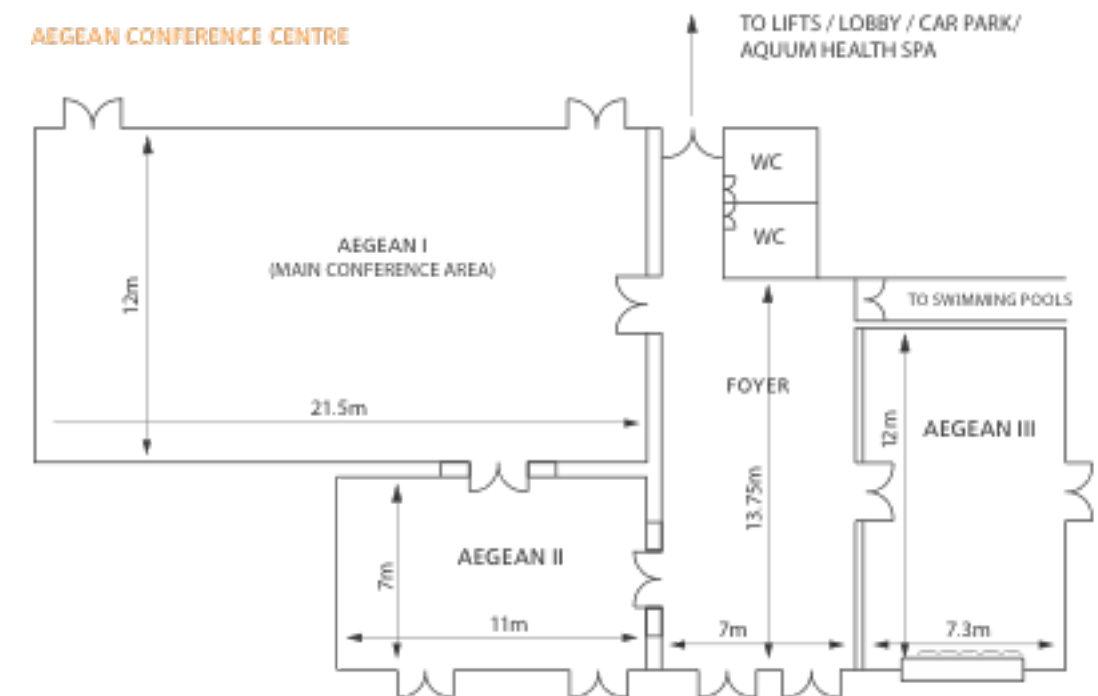 AEGEAN CONFERENCE CENTRE
TO LIFTS / LOBBY / CAR PARK/
AQUUM HEALTH SPA
WC
WC
AEGEAN I
(MAIN CONFERENCE AREA)
12m
21.5m
TO SWIMMING POOLS
FOYER
13.75m
7m
12m
AEGEAN III
7.3m
AEGEAN II
7m
11m